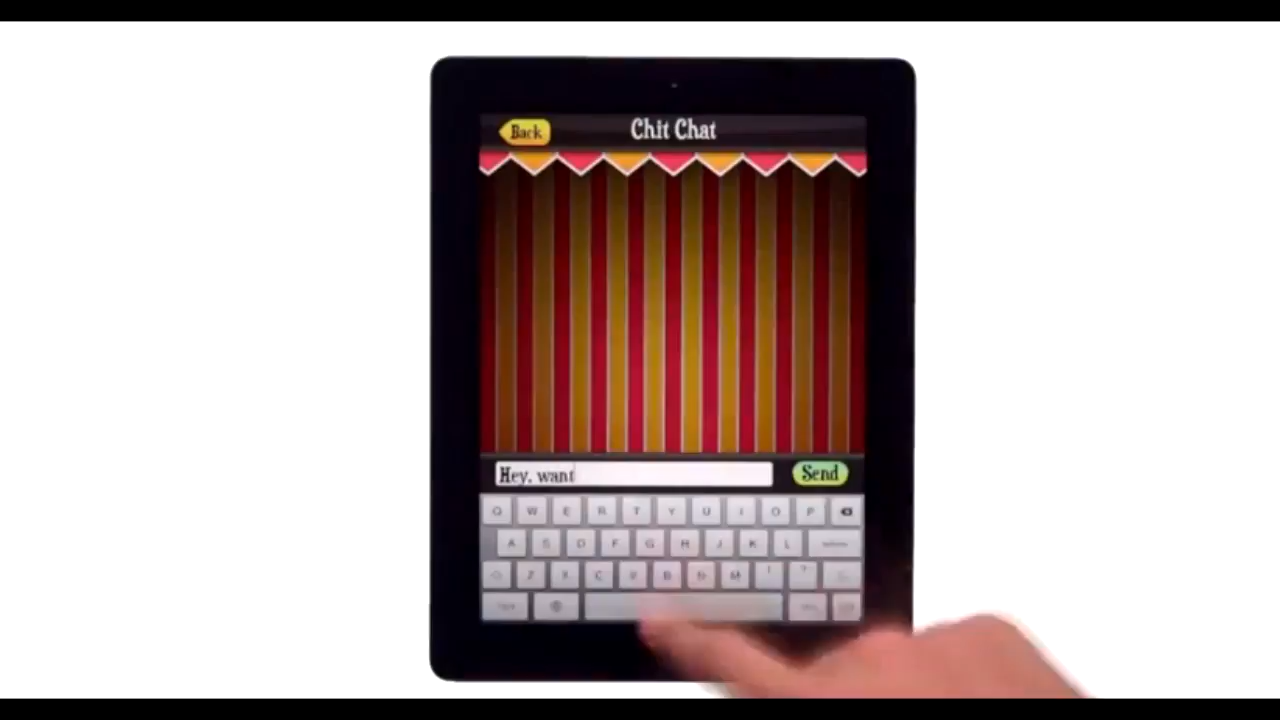 Back
Chit Chat
Hey, want
Send
Q W E R T Y U I O P
A S D F G H J K L
Z X C V B N M ! ?